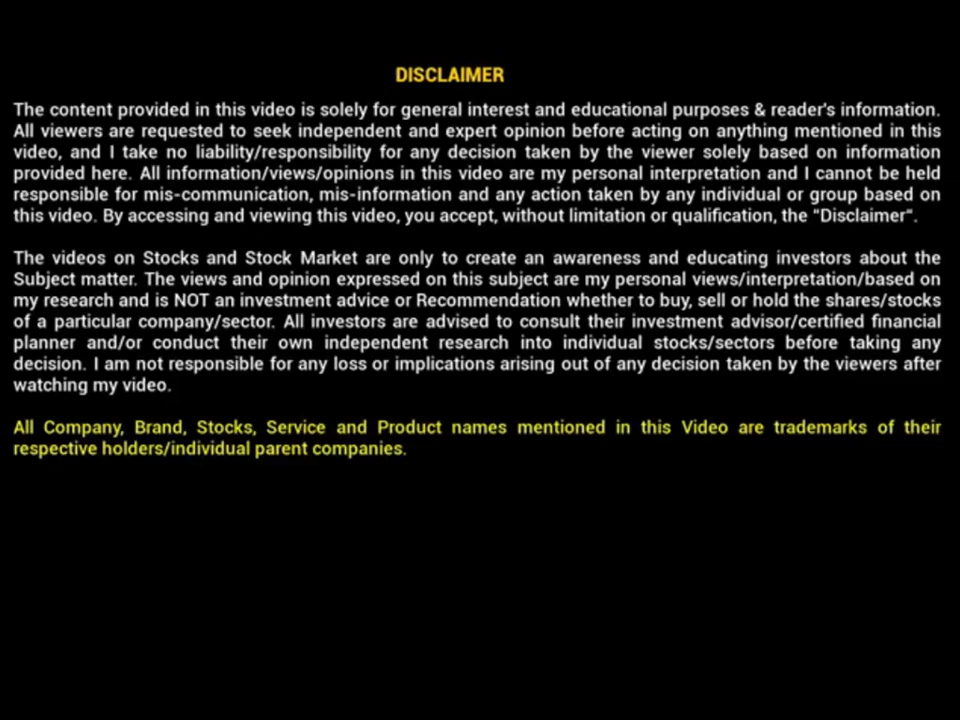 DISCLAIMER
The content provided in this video is solely for general interest and educational purposes & reader's information.
All viewers are requested to seek independent and expert opinion before acting on anything mentioned in this
video, and I take no liability/responsibility for any decision taken by the viewer solely based on information
provided here. All information/views/opinions in this video are my personal interpretation and I cannot be held
responsible for mis-communication, mis-information and any action taken by any individual or group based on
this video. By accessing and viewing this video, you accept, without limitation or qualification, the "Disclaimer".
The videos on Stocks and Stock Market are only to create an awareness and educating investors about the
Subject matter. The views and opinion expressed on this subject are my personal views/interpretation/based on
my research and is NOT an investment advice or Recommendation whether to buy, sell or hold the shares/stocks
of a particular company/sector. All investors are advised to consult their investment advisor/certified financial
planner and/or conduct their own independent research into individual stocks/sectors before taking any
decision. I am not responsible for any loss or implications arising out of any decision taken by the viewers after
watching my video.
All Company, Brand, Stocks, Service and Product names mentioned in this Video are trademarks of their
respective holders/individual parent companies.